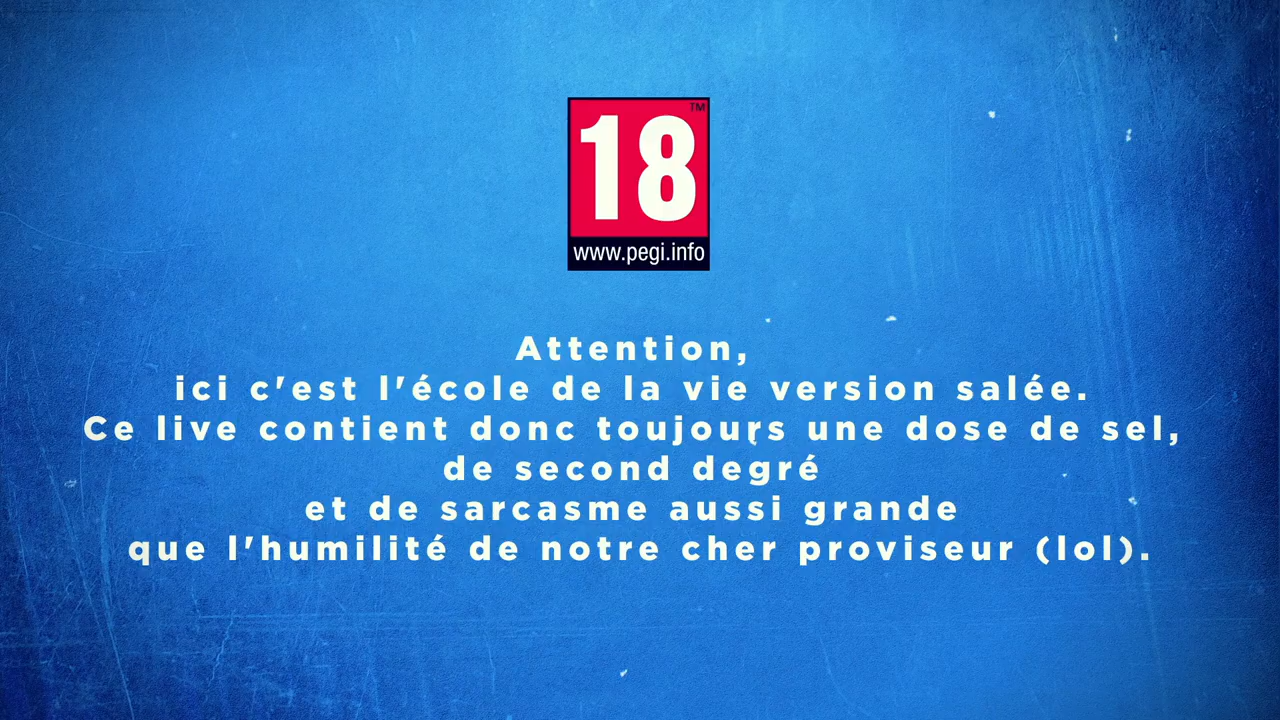 TM
18
www.pegi.info
Attention,
ici c'est l'école de la vie version salée.
Ce live contient donc toujours une dose de sel,
de second degré
et de sarcasme aussi grande
que l'humilité de notre cher proviseur (lol).